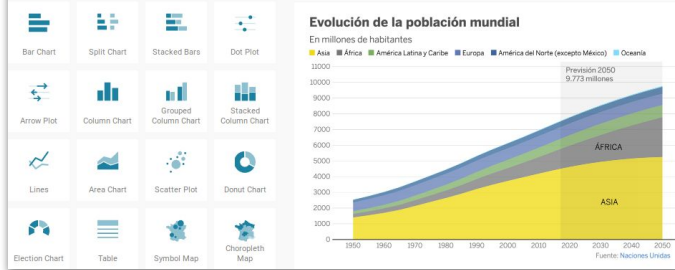 Bar Chart
Split Chart
Stacked Bars
Dot Plot
Arrow Plot
Column Chart
Grouped
Column Chart
Stacked
Column Chart
Lines
Area Chart
Scatter Plot
Donut Chart
Election Chart
Table
Symbol Map
Choropleth
Map
Evolución de la población mundial
En millones de habitantes
Asia África América Latina y Caribe Europa América del Norte (excepto México) Oceanía
11000
10000
9000
8000
7000
6000
5000
4000
3000
2000
1000
0
Previsión 2050
9.773 millones
ÁFRICA
ASIA
1950 1960 1970 1980 1990 2000 2010 2020 2030 2040 2050
Fuente: Naciones Unidas